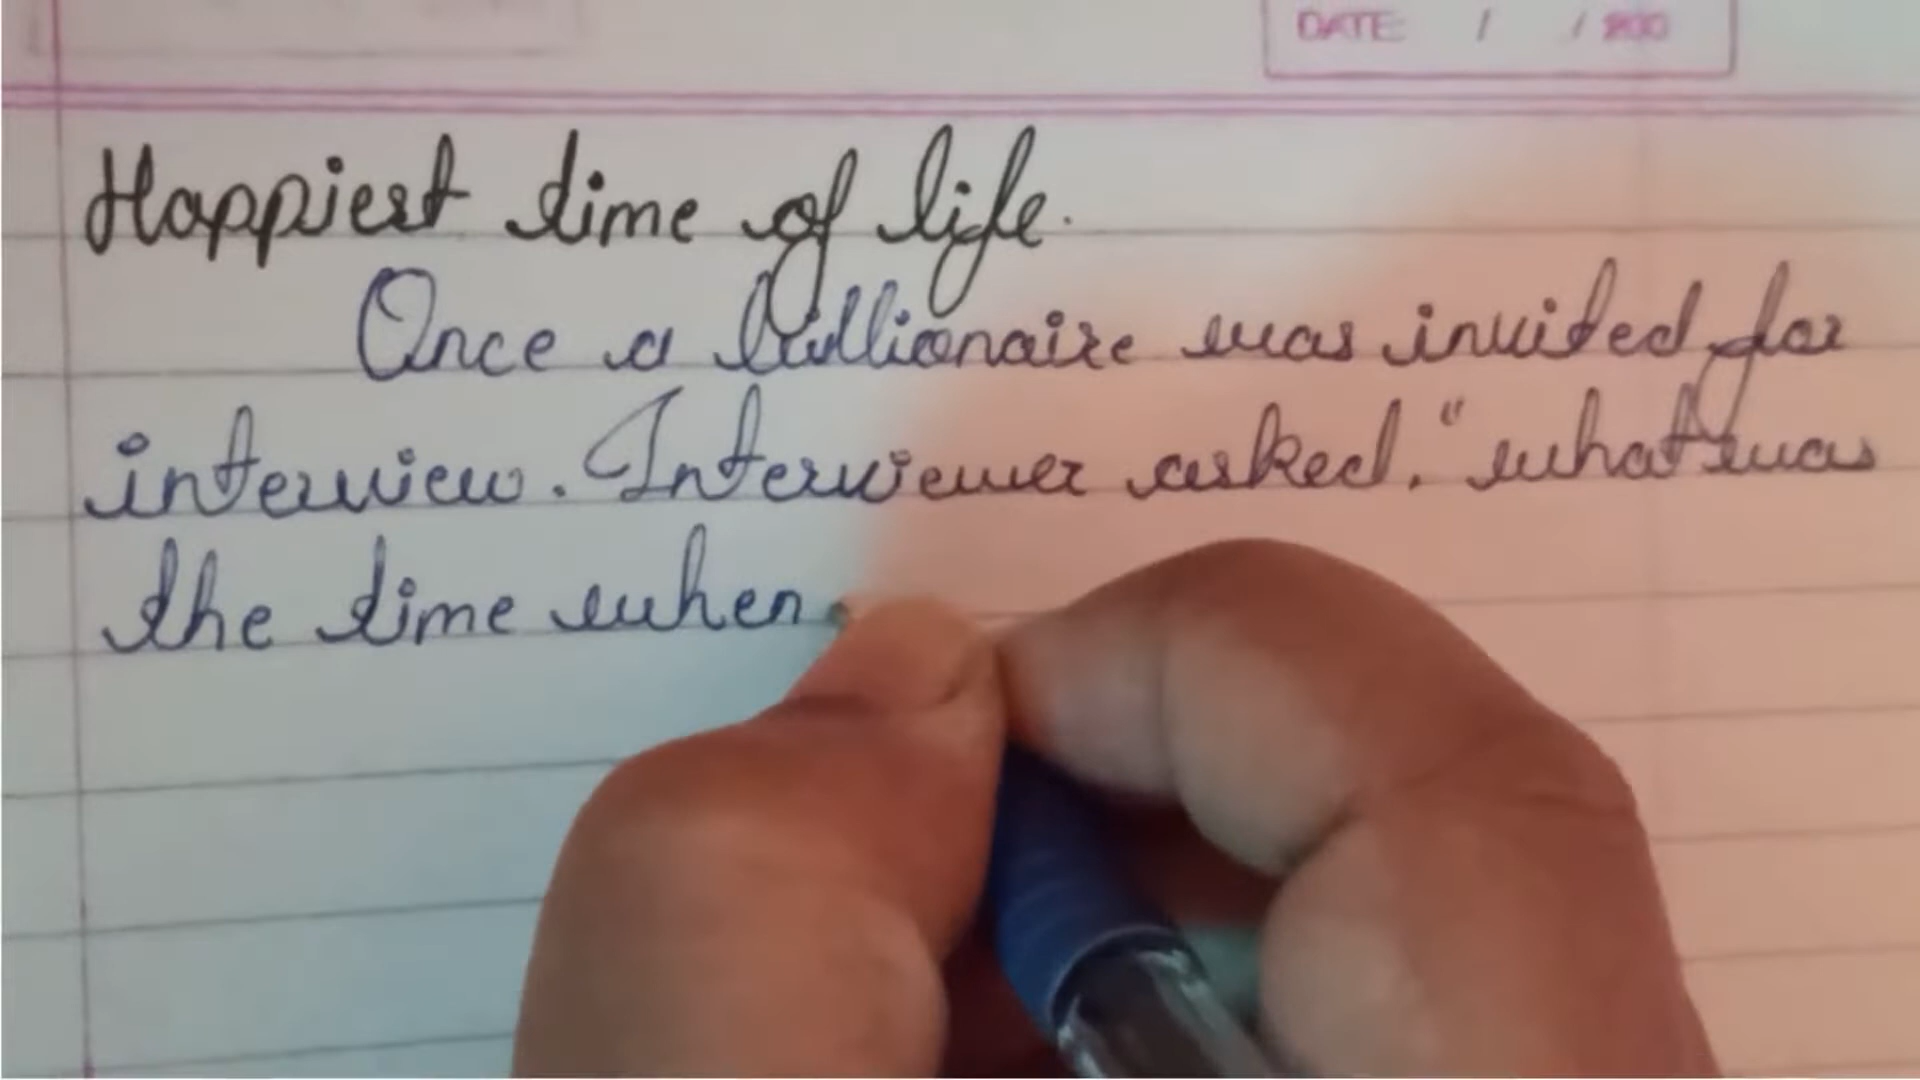 DATE: / / 200
Happiest time of life.
Once a billionaire was invited for
interview. Interviewer asked, "what was
the time when